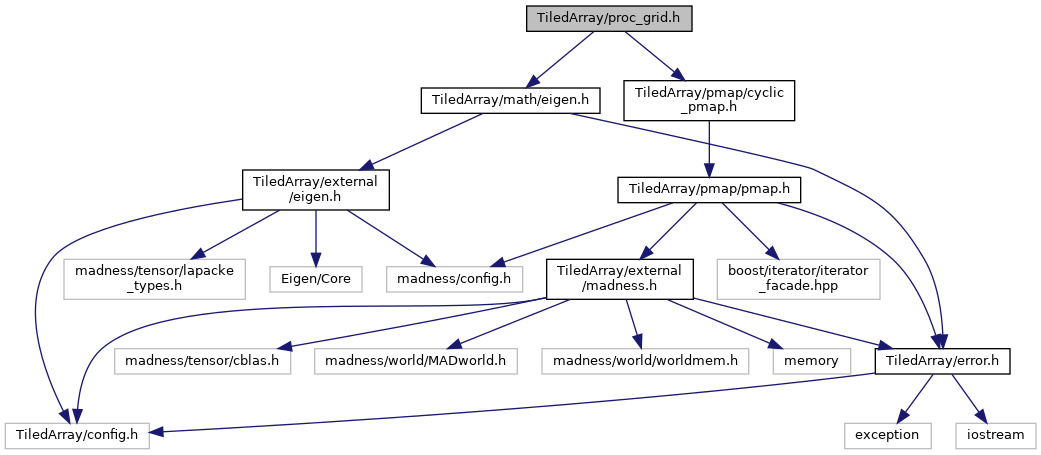 TiledArray/proc_grid.h
TiledArray/math/eigen.h
TiledArray/pmap/cyclic
_pmap.h
TiledArray/external
/eigen.h
TiledArray/pmap/pmap.h
madness/tensor/lapacke
_types.h
Eigen/Core
madness/config.h
TiledArray/external
/madness.h
boost/iterator/iterator
_facade.hpp
madness/tensor/cblas.h
madness/world/MADworld.h
madness/world/worldmem.h
memory
TiledArray/error.h
TiledArray/config.h
exception
iostream